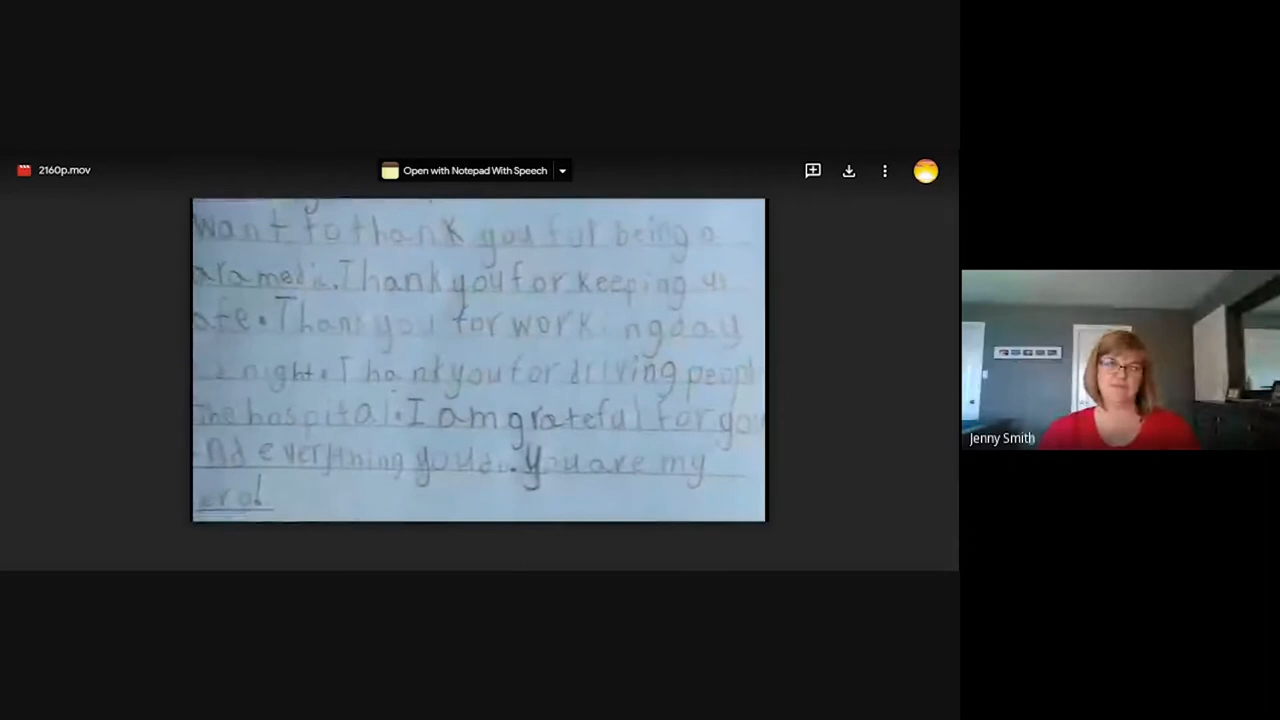 2160p.mov
Open with Notepad With Speech
want to thank you for being a
aramedic. Thank you for keeping us
afe. Thank you for working day
night. Thank you for driving peopl
the hospital. I am grateful for you
and everything you do. You are my
ero!
Jenny Smith